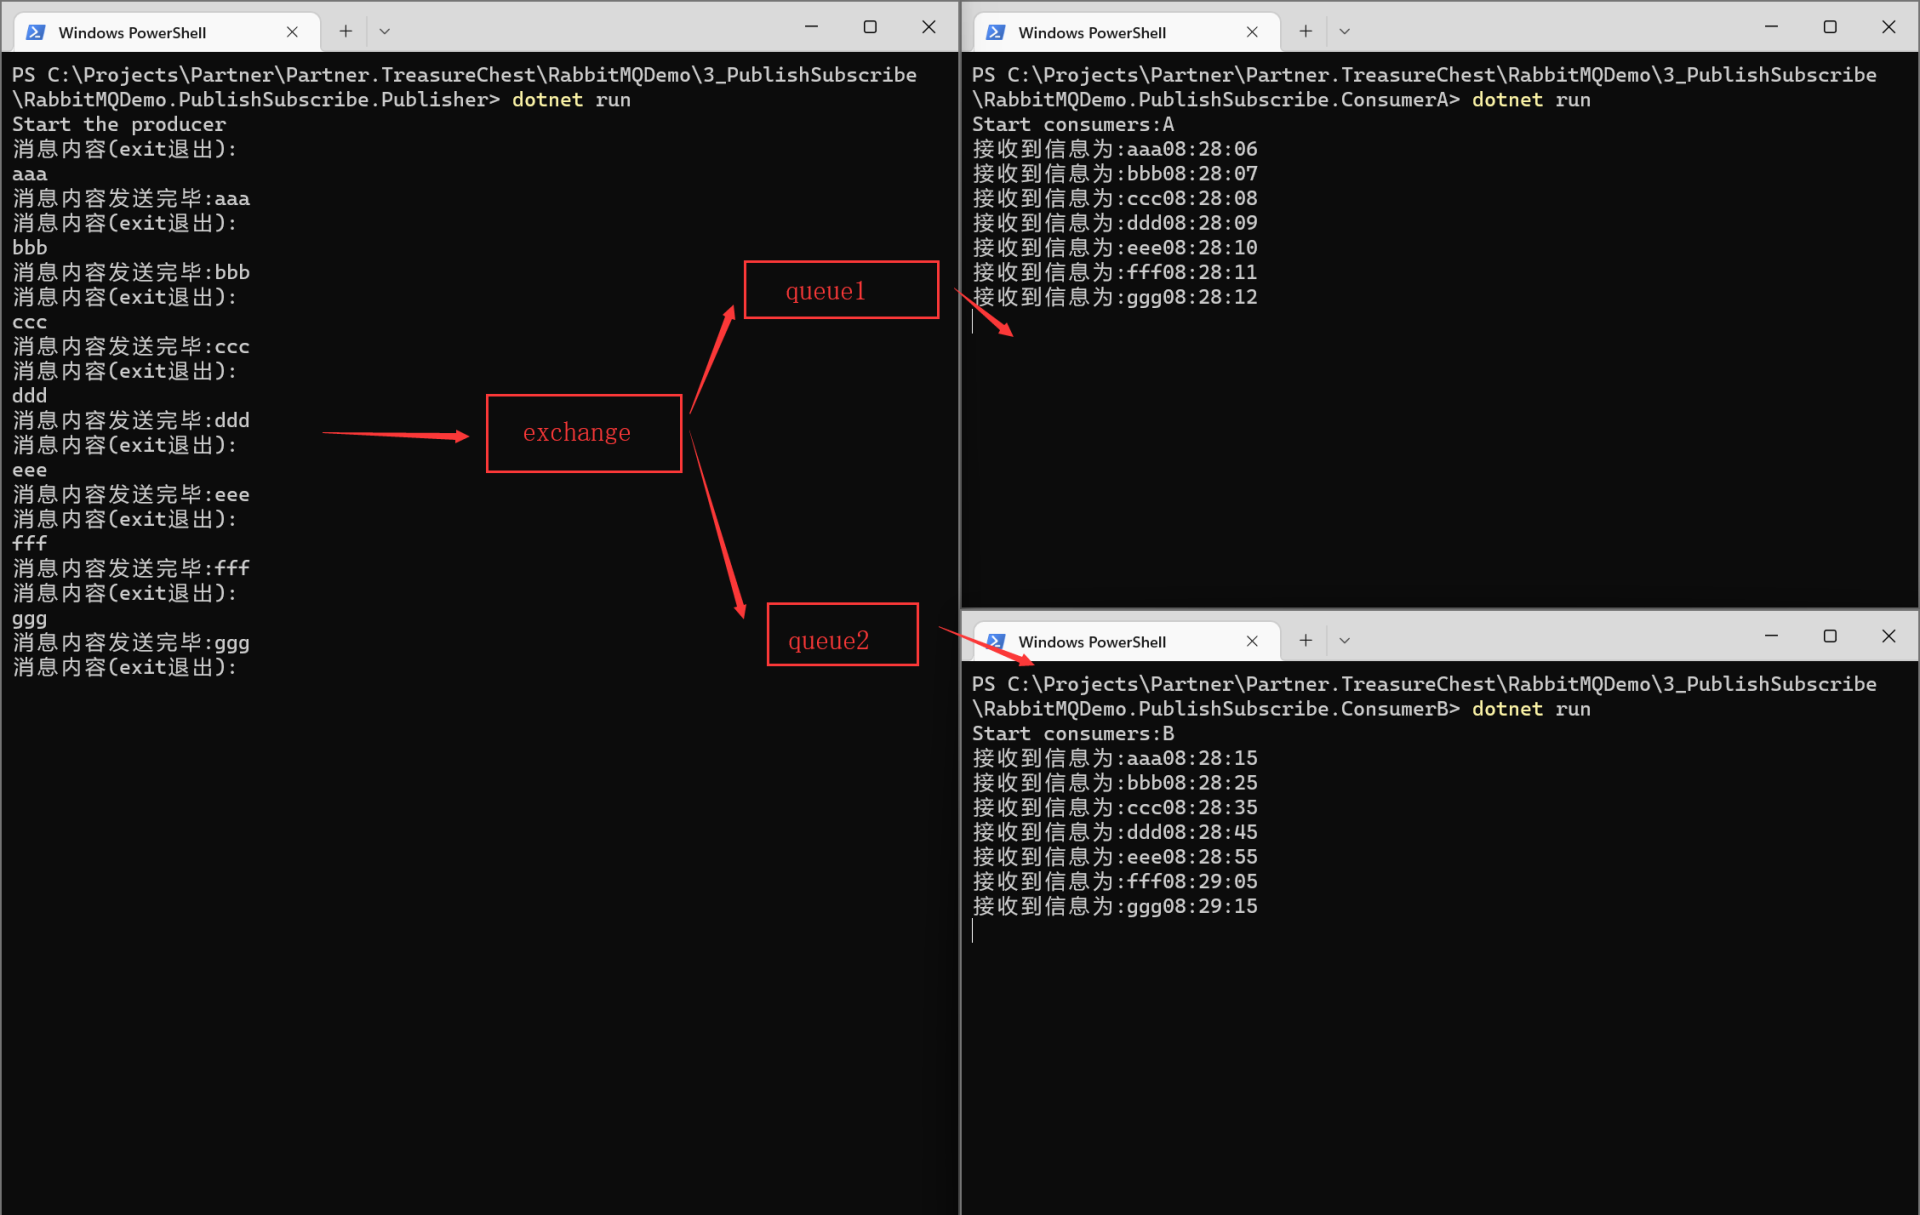 Windows PowerShell
PS C:\Projects\Partner\Partner.TreasureChest\RabbitMQDemo\3_PublishSubscribe
\RabbitMQDemo.PublishSubscribe.Publisher> dotnet run
Start the producer
消息内容(exit退出):
aaa
消息内容发送完毕:aaa
消息内容(exit退出):
bbb
消息内容发送完毕:bbb
消息内容(exit退出):
ccc
消息内容发送完毕:ccc
消息内容(exit退出):
ddd
消息内容发送完毕:ddd
消息内容(exit退出):
eee
消息内容发送完毕:eee
消息内容(exit退出):
fff
消息内容发送完毕:fff
消息内容(exit退出):
ggg
消息内容发送完毕:ggg
消息内容(exit退出):
exchange
queue1
queue2
Windows PowerShell
PS C:\Projects\Partner\Partner.TreasureChest\RabbitMQDemo\3_PublishSubscribe
\RabbitMQDemo.PublishSubscribe.ConsumerA> dotnet run
Start consumers:A
接收到信息为:aaa08:28:06
接收到信息为:bbb08:28:07
接收到信息为:ccc08:28:08
接收到信息为:ddd08:28:09
接收到信息为:eee08:28:10
接收到信息为:fff08:28:11
接收到信息为:ggg08:28:12
Windows PowerShell
PS C:\Projects\Partner\Partner.TreasureChest\RabbitMQDemo\3_PublishSubscribe
\RabbitMQDemo.PublishSubscribe.ConsumerB> dotnet run
Start consumers:B
接收到信息为:aaa08:28:15
接收到信息为:bbb08:28:25
接收到信息为:ccc08:28:35
接收到信息为:ddd08:28:45
接收到信息为:eee08:28:55
接收到信息为:fff08:29:05
接收到信息为:ggg08:29:15